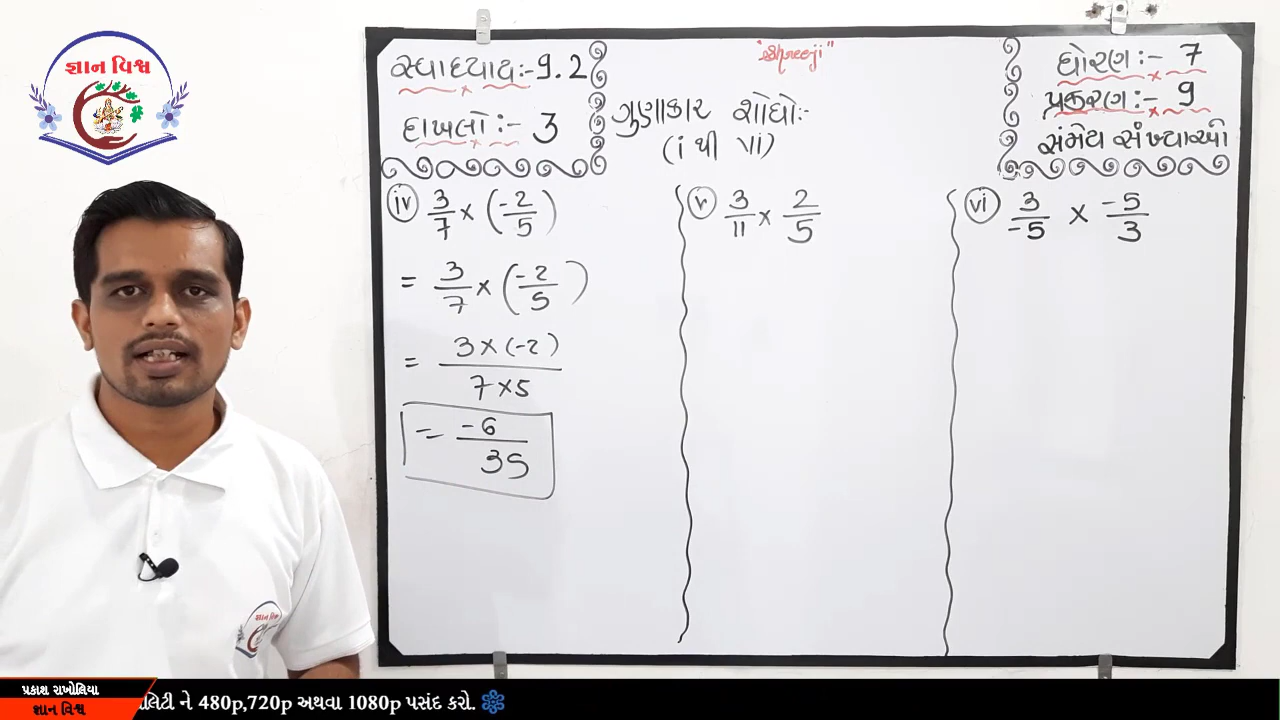 જ્ઞાન વિશ્વ
સ્વાધ્યાય:-9.2
દાખલો:- 3
"Shreeji"
ગુણાકાર શોધો:-
(i થી vi)
ધોરણ:- 7
પ્રકરણ:- 9
સંમેય સંખ્યાઓ
iv 3/7 × (-2/5)
= 3/7 × (-2/5)
= 3×(-2) / 7×5
= -6/35
v 3/11 × 2/5
vi 3/-5 × -5/3
જ્ઞાન વિશ્વ
પ્રકાશ રાખોલિયા
જ્ઞાન વિશ્વ
લિટી ને 480p,720p અથવા 1080p પસંદ કરો.